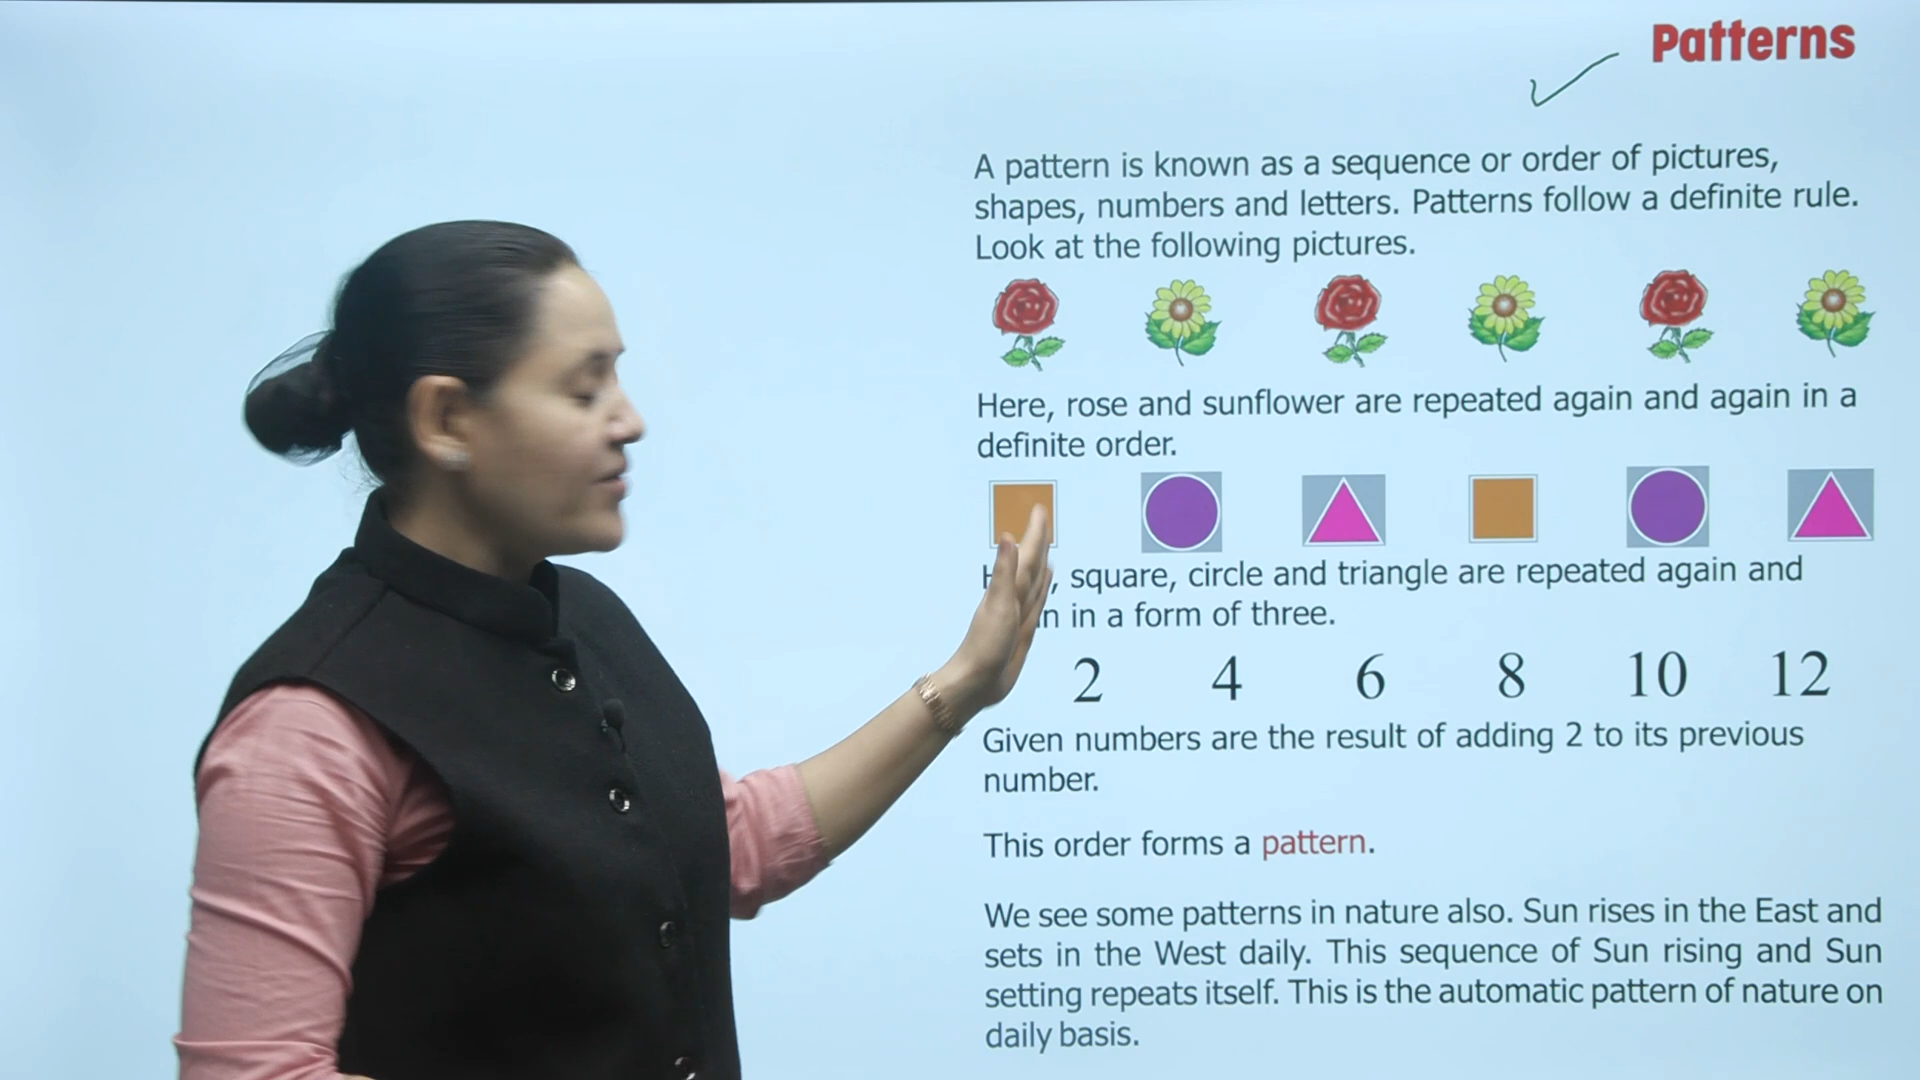 Patterns
A pattern is known as a sequence or order of pictures,
shapes, numbers and letters. Patterns follow a definite rule.
Look at the following pictures.
Here, rose and sunflower are repeated again and again in a
definite order.
, square, circle and triangle are repeated again and
in a form of three.
2 4 6 8 10 12
Given numbers are the result of adding 2 to its previous
number.
This order forms a pattern.
We see some patterns in nature also. Sun rises in the East and
sets in the West daily. This sequence of Sun rising and Sun
setting repeats itself. This is the automatic pattern of nature on
daily basis.